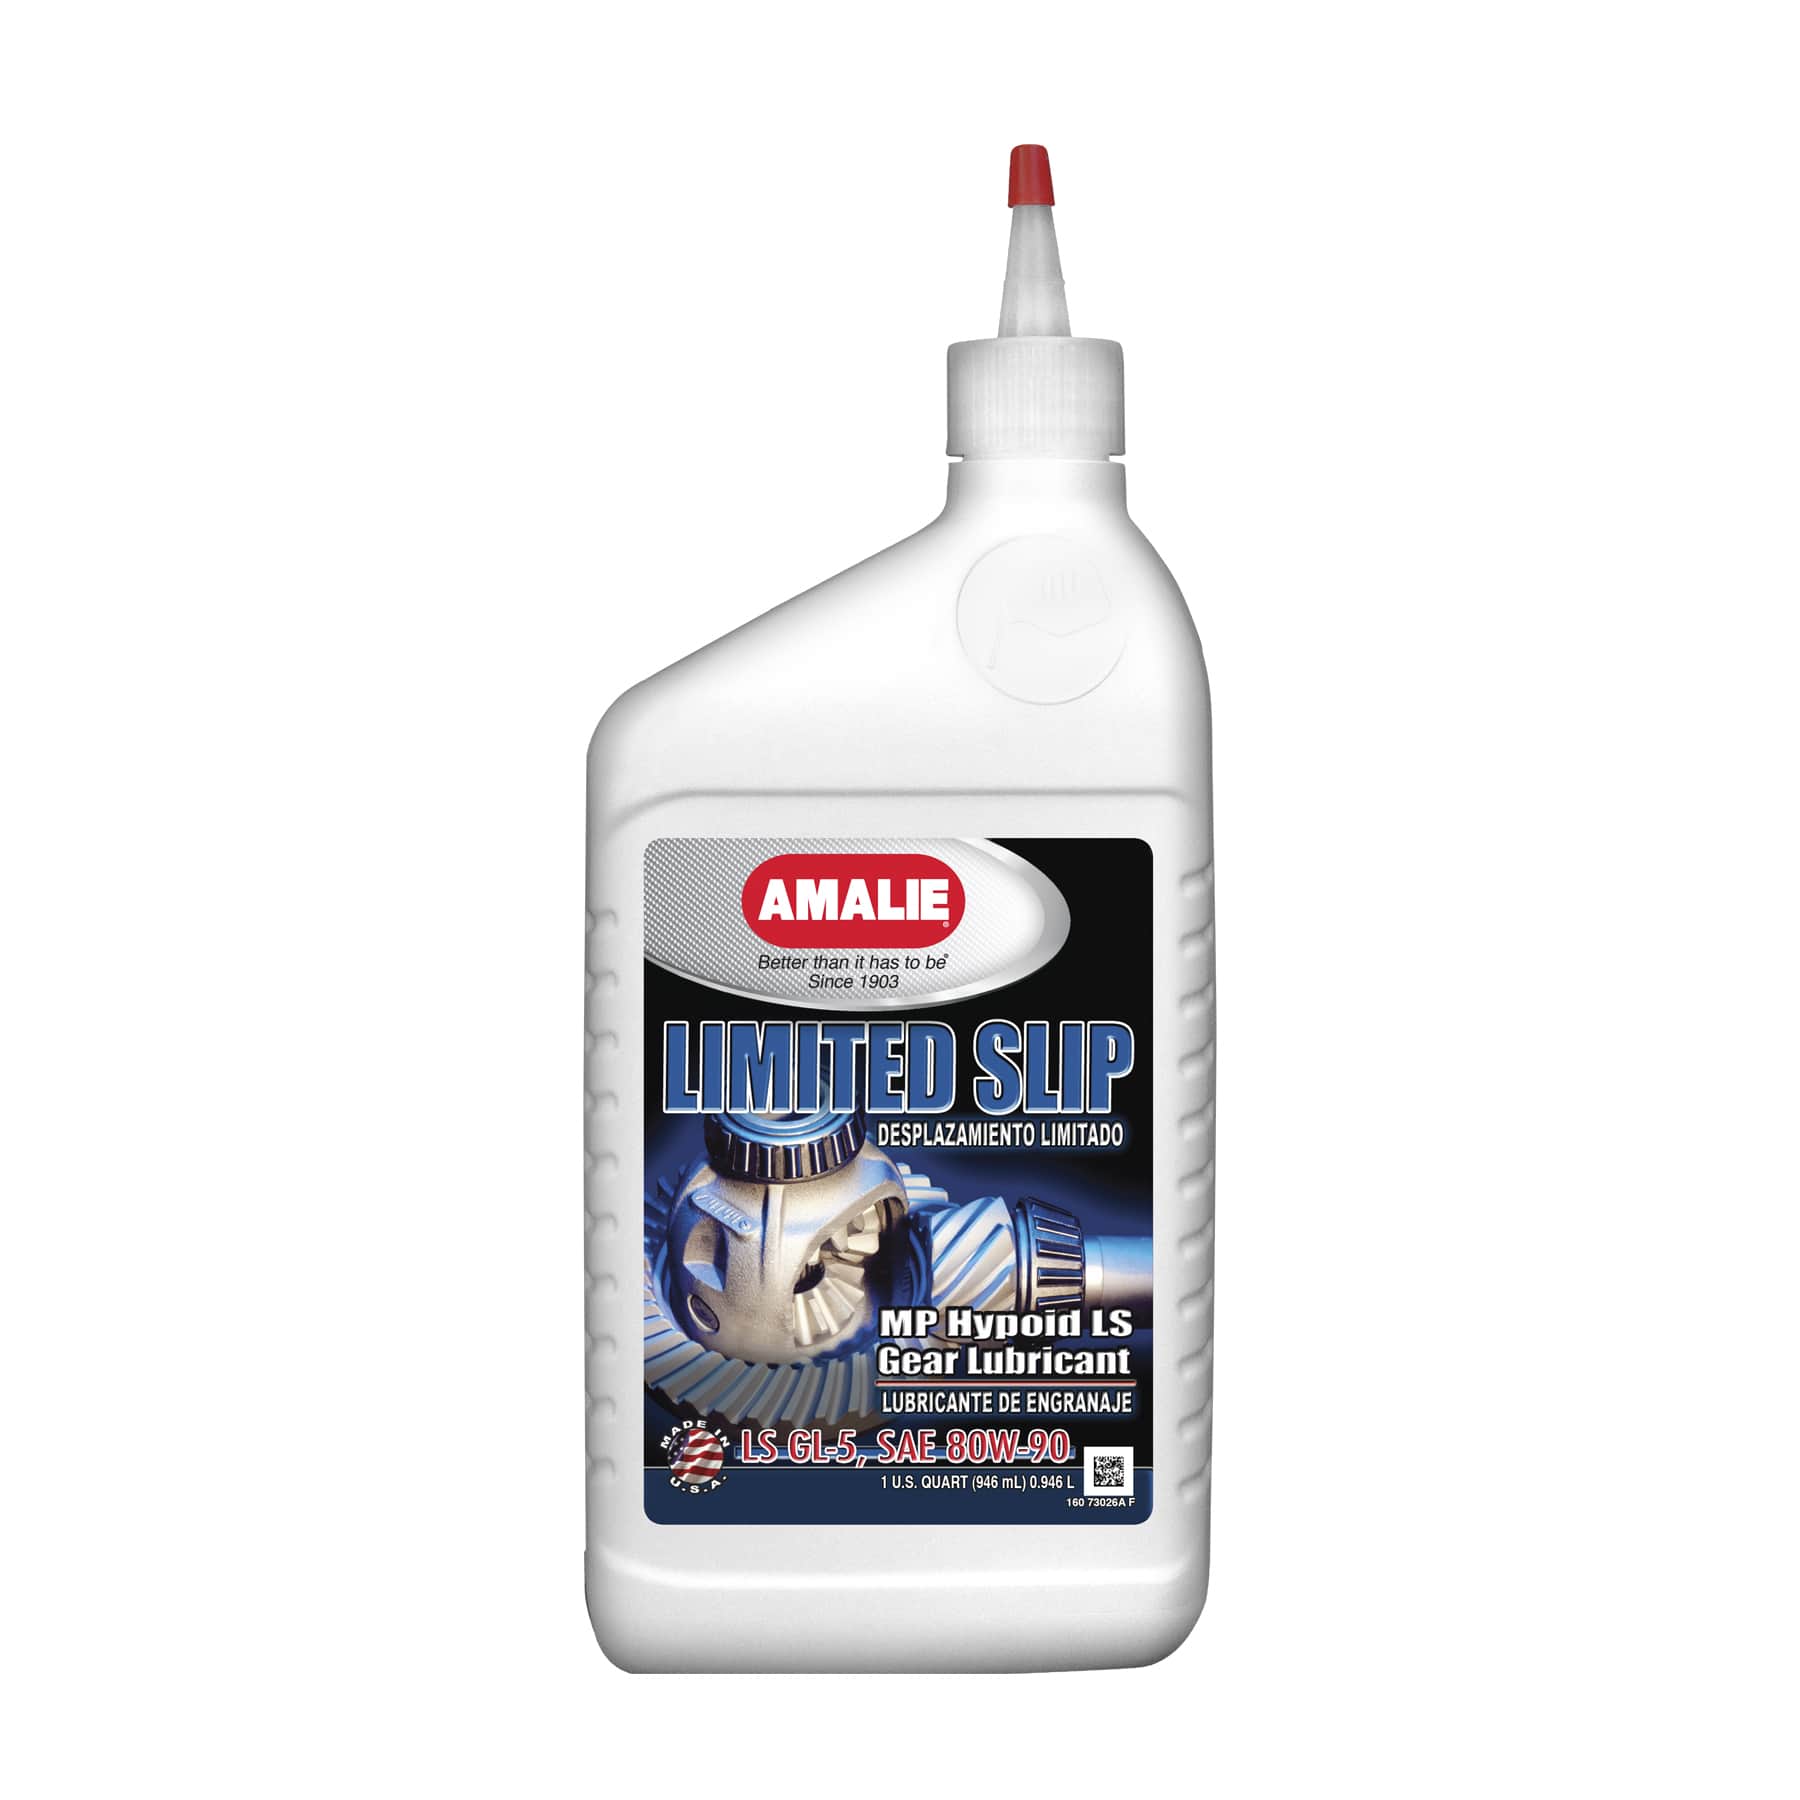 AMALIE®
Better than it has to be®
Since 1903
LIMITED SLIP
DESPLAZAMIENTO LIMITADO
MP Hypoid LS
Gear Lubricant
LUBRICANTE DE ENGRANAJE
MADE IN
U.S.A.
LS GL-5, SAE 80W-90
1 U.S. QUART (946 mL) 0.946 L
160 73026A F